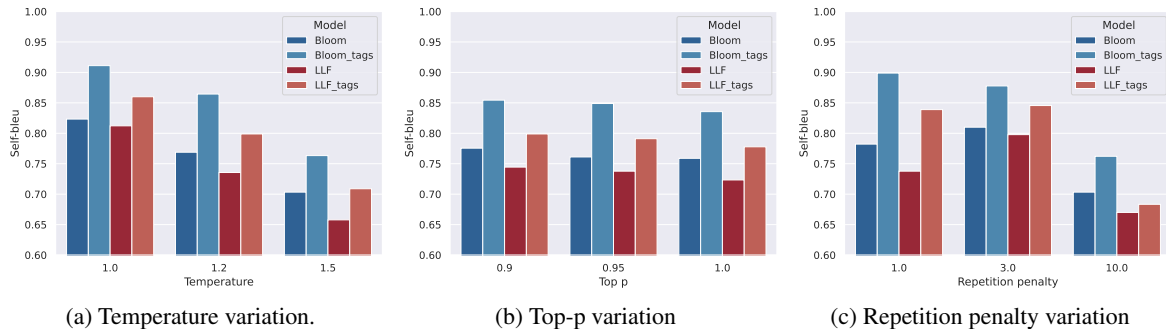 1.00
0.95
0.90
0.85
0.80
0.75
0.70
0.65
0.60
Self-bleu
Model
Bloom
Bloom_tags
LLF
LLF_tags
1.0 1.2 1.5
Temperature
(a) Temperature variation.
1.00
0.95
0.90
0.85
0.80
0.75
0.70
0.65
0.60
Self-bleu
Model
Bloom
Bloom_tags
LLF
LLF_tags
0.9 0.95 1.0
Top p
(b) Top-p variation
1.00
0.95
0.90
0.85
0.80
0.75
0.70
0.65
0.60
Self-bleu
Model
Bloom
Bloom_tags
LLF
LLF_tags
1.0 3.0 10.0
Repetition penalty
(c) Repetition penalty variation